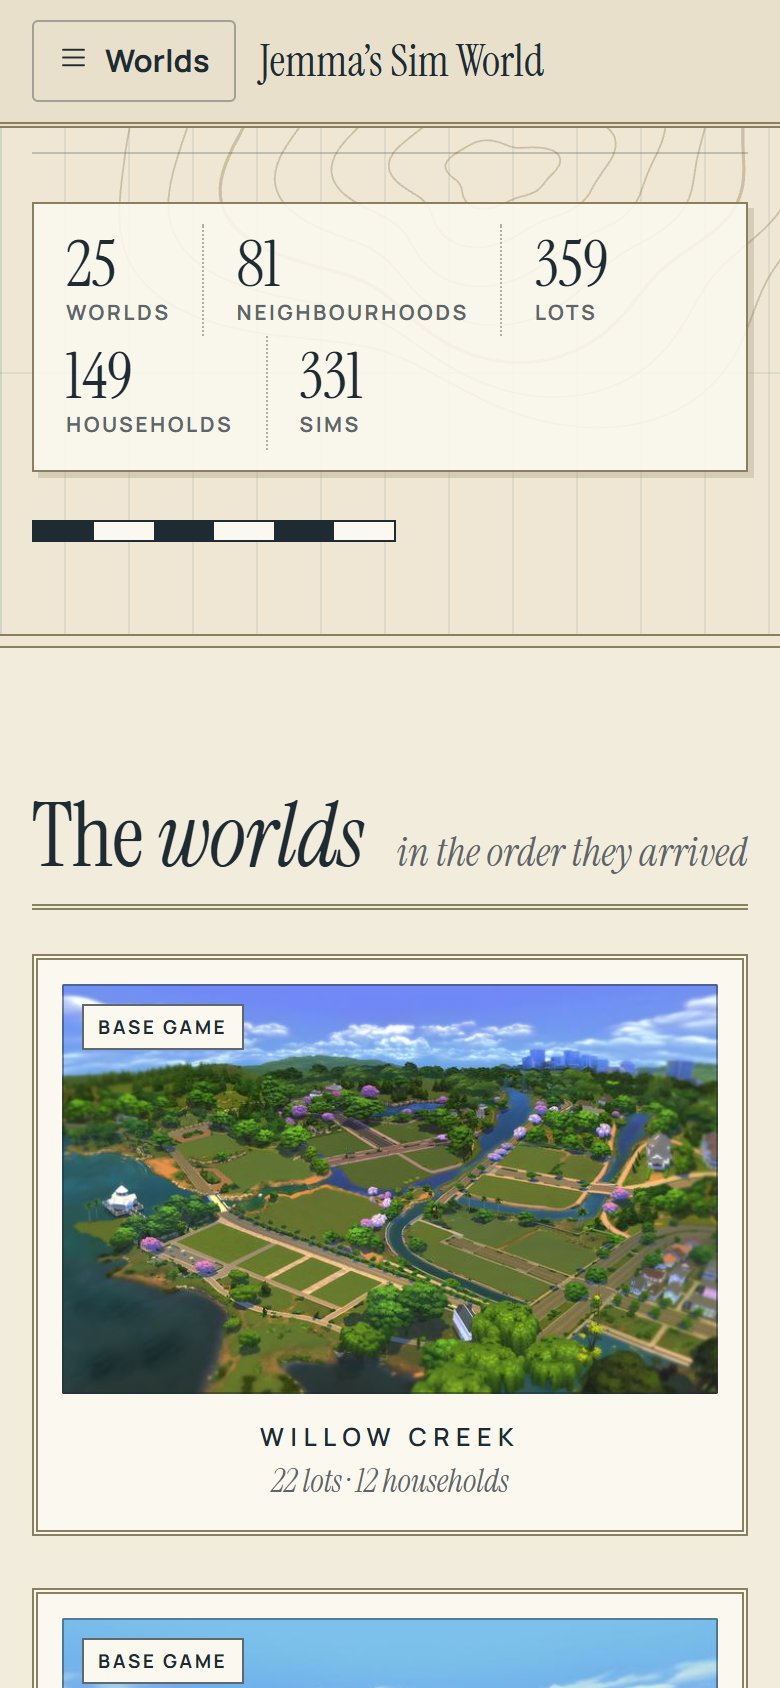 Worlds Jemma’s Sim World
25 81 359
WORLDS NEIGHBOURHOODS LOTS
149 331
HOUSEHOLDS SIMS
The worlds in the order they arrived
BASE GAME
WILLOW CREEK
22 lots · 12 households
BASE GAME